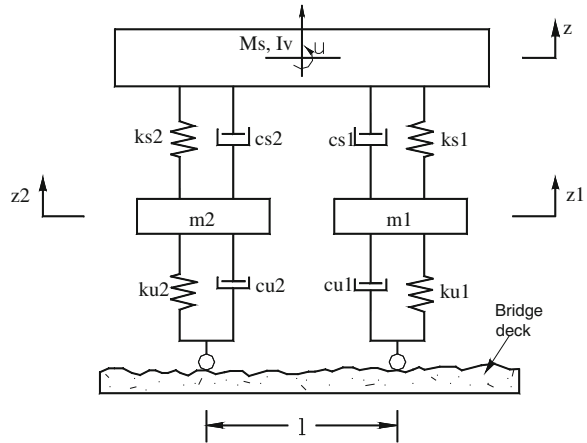 Ms, Iv
u
z
ks2
cs2
cs1
ks1
z2
z1
m2
m1
ku2
cu2
cu1
ku1
Bridge
deck
l